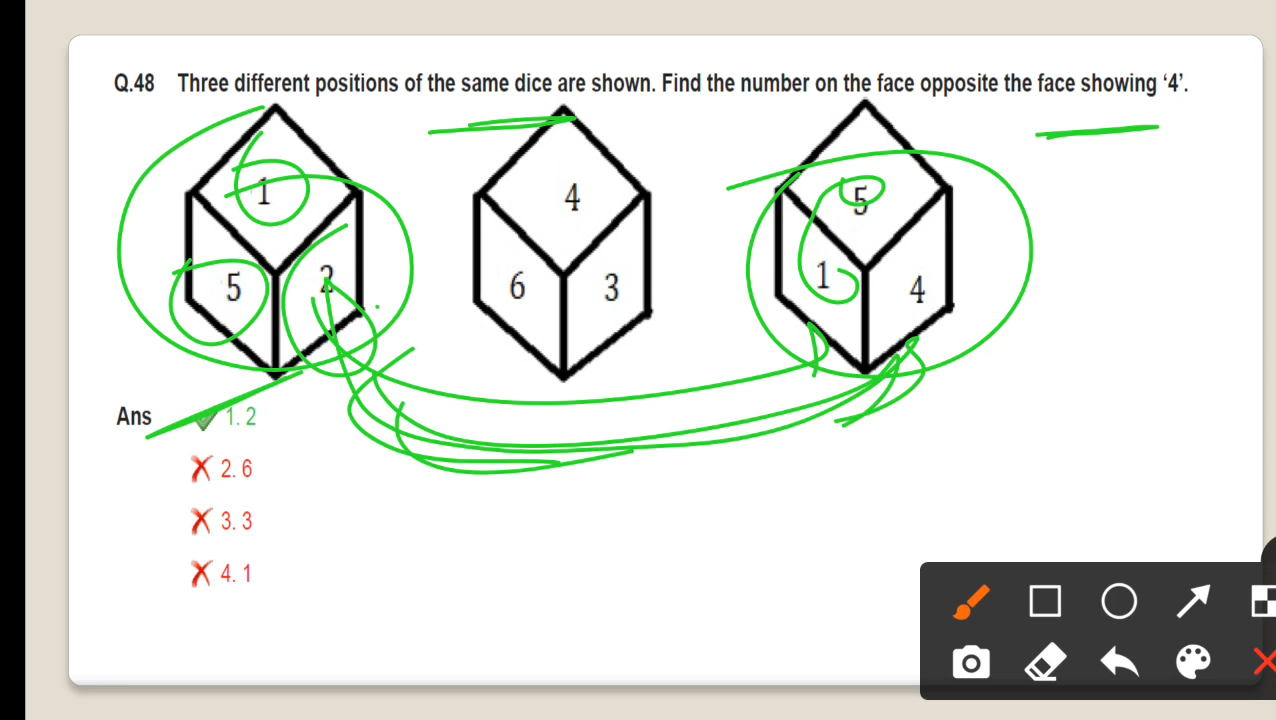 Q.48 Three different positions of the same dice are shown. Find the number on the face opposite the face showing ‘4’.
1 4 5
5 2 6 3 1 4
Ans 1. 2
2. 6
3. 3
4. 1